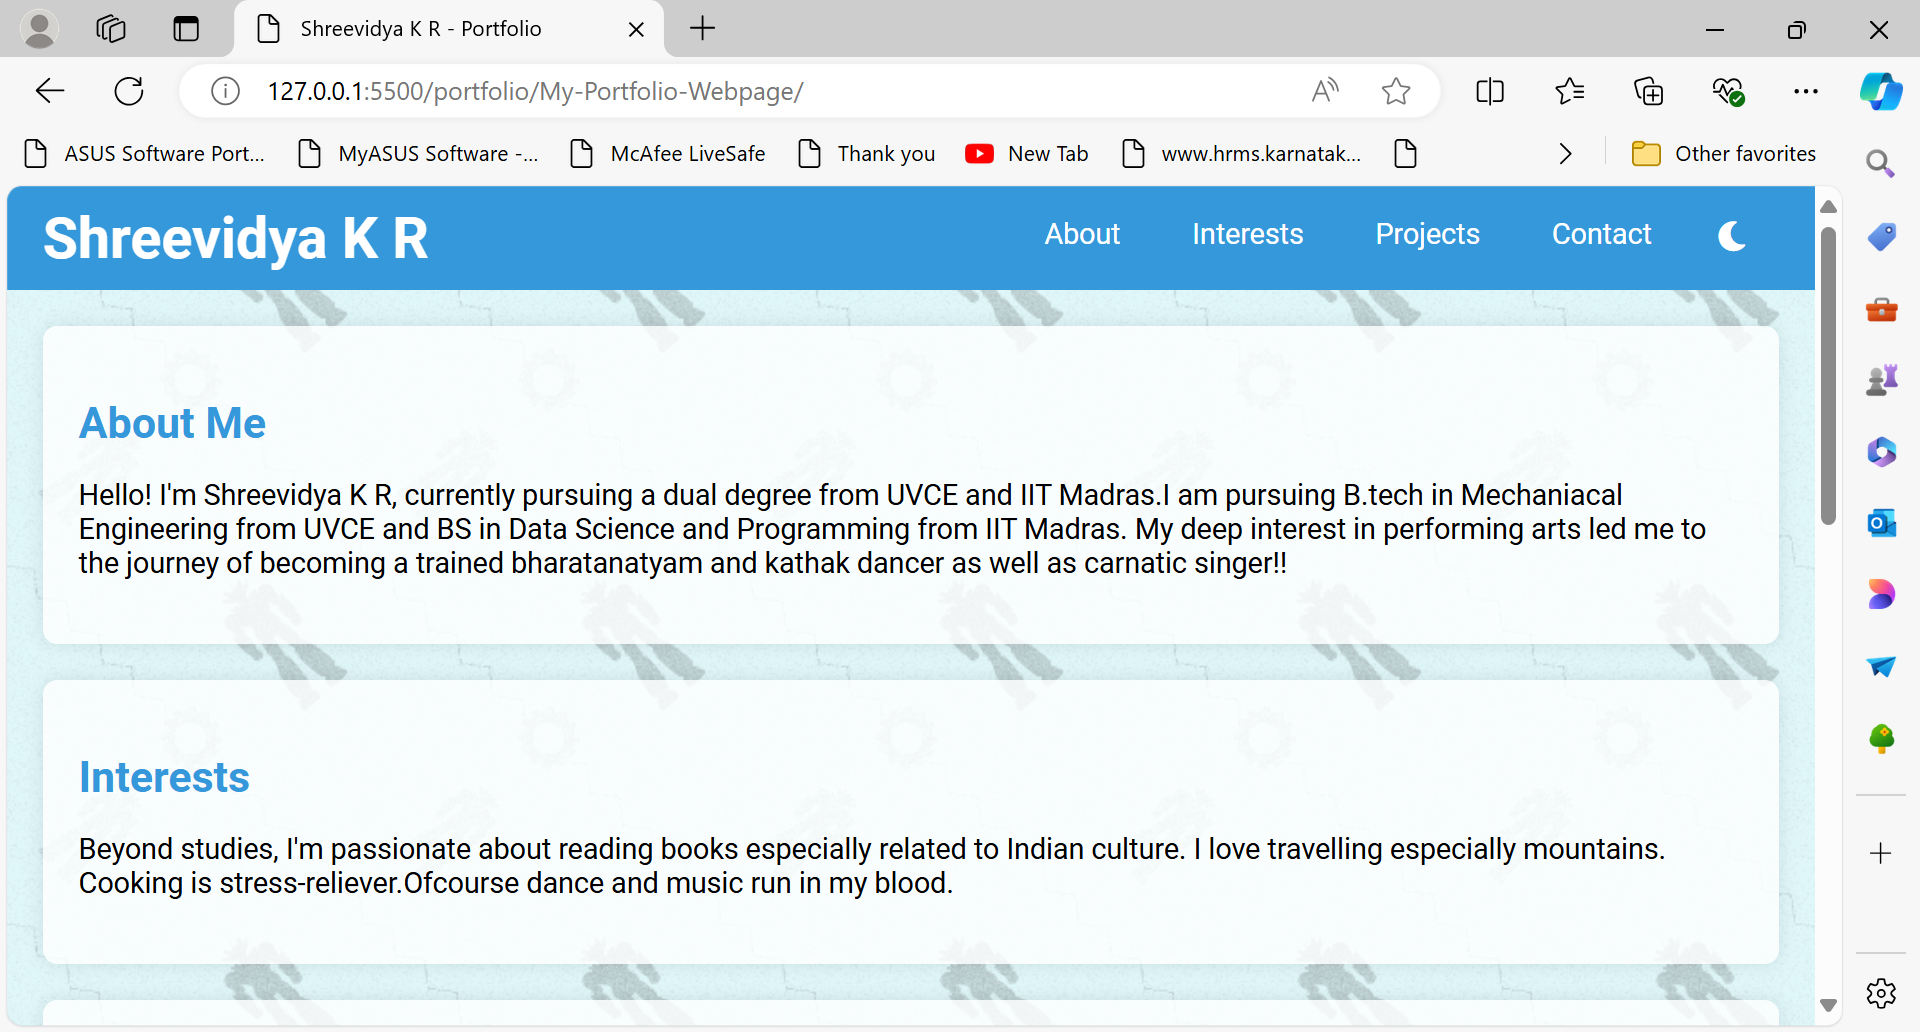 Shreevidya K R - Portfolio
127.0.0.1:5500/portfolio/My-Portfolio-Webpage/
ASUS Software Port... MyASUS Software -... McAfee LiveSafe Thank you New Tab www.hrms.karnatak... Other favorites
Shreevidya K R About Interests Projects Contact
About Me
Hello! I'm Shreevidya K R, currently pursuing a dual degree from UVCE and IIT Madras.I am pursuing B.tech in Mechaniacal
Engineering from UVCE and BS in Data Science and Programming from IIT Madras. My deep interest in performing arts led me to
the journey of becoming a trained bharatanatyam and kathak dancer as well as carnatic singer!!
Interests
Beyond studies, I'm passionate about reading books especially related to Indian culture. I love travelling especially mountains.
Cooking is stress-reliever.Ofcourse dance and music run in my blood.